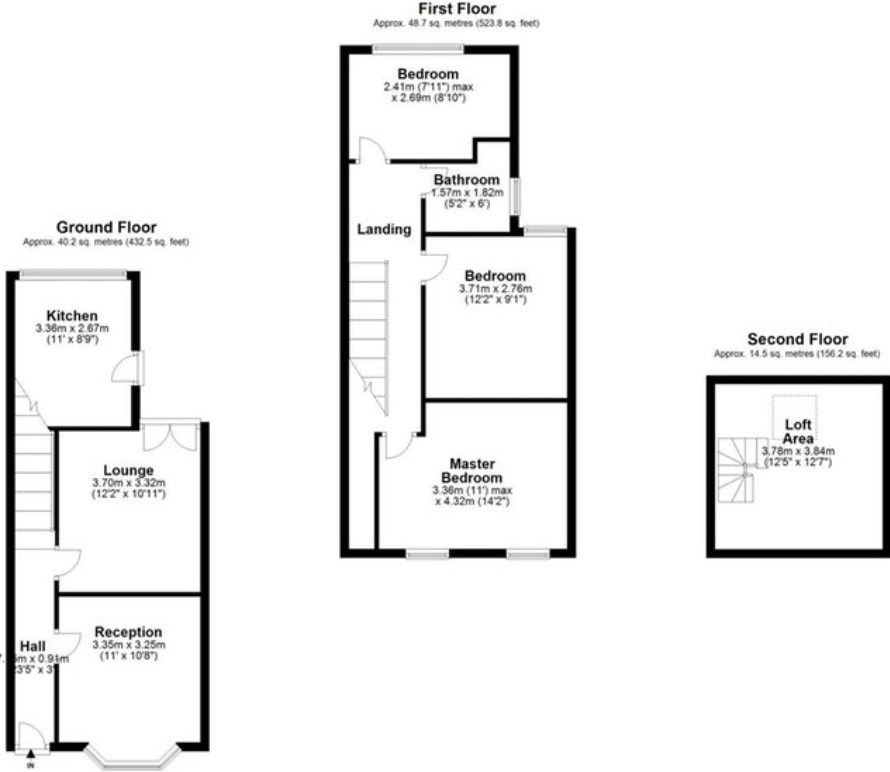 First Floor
Approx. 48.7 sq. metres (523.8 sq. feet)
Bedroom
2.41m (7'11") max
x 2.69m (8'10")
Bathroom
1.57m x 1.82m
(5'2" x 6')
Landing
Bedroom
3.71m x 2.76m
(12'2" x 9'1")
Master
Bedroom
3.36m (11') max
x 4.32m (14'2")
Ground Floor
Approx. 40.2 sq. metres (432.5 sq. feet)
Kitchen
3.36m x 2.67m
(11' x 8'9")
Lounge
3.70m x 3.32m
(12'2" x 10'11")
Reception
3.35m x 3.25m
(11' x 10'8")
Hall
x 0.91m
x 3'
IN
Second Floor
Approx. 14.5 sq. metres (156.2 sq. feet)
Loft
Area
3.78m x 3.84m
(12'5" x 12'7")